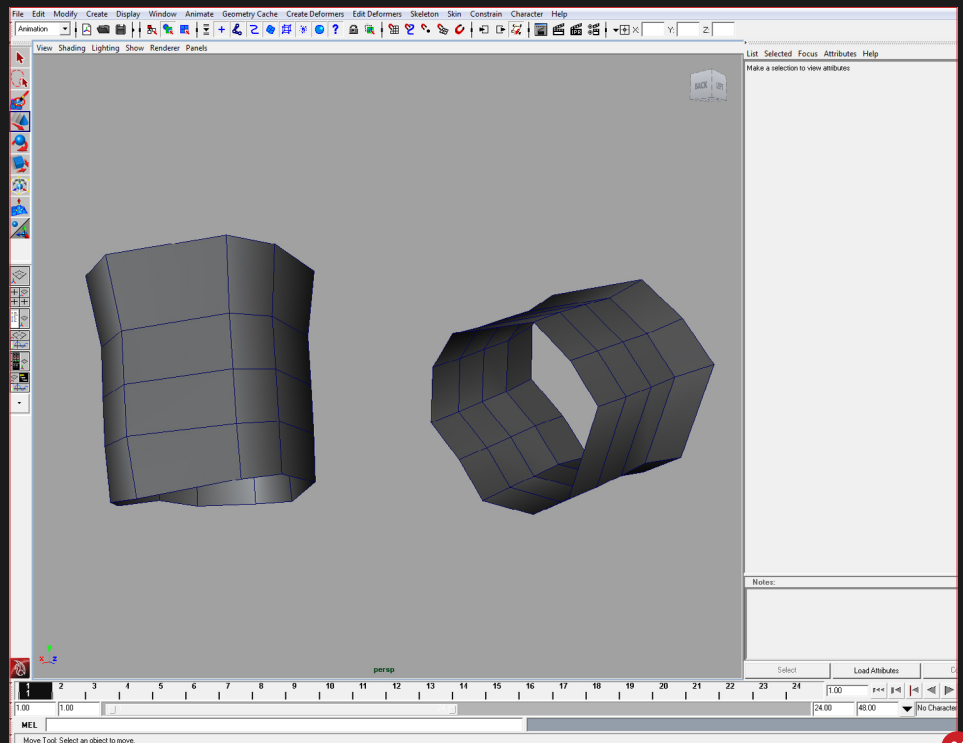 File Edit Modify Create Display Window Animate Geometry Cache Create Deformers Edit Deformers Skeleton Skin Constrain Character Help
Animation X: Y: Z:
View Shading Lighting Show Renderer Panels
List Selected Focus Attributes Help
Make a selection to view attributes
BACK
Notes:
persp
Select Load Attributes
1 2 3 4 5 6 7 8 9 10 11 12 13 14 15 16 17 18 19 20 21 22 23 24 1.00
1.00 1.00 24.00 48.00 No Character
MEL
Move Tool: Select an object to move.